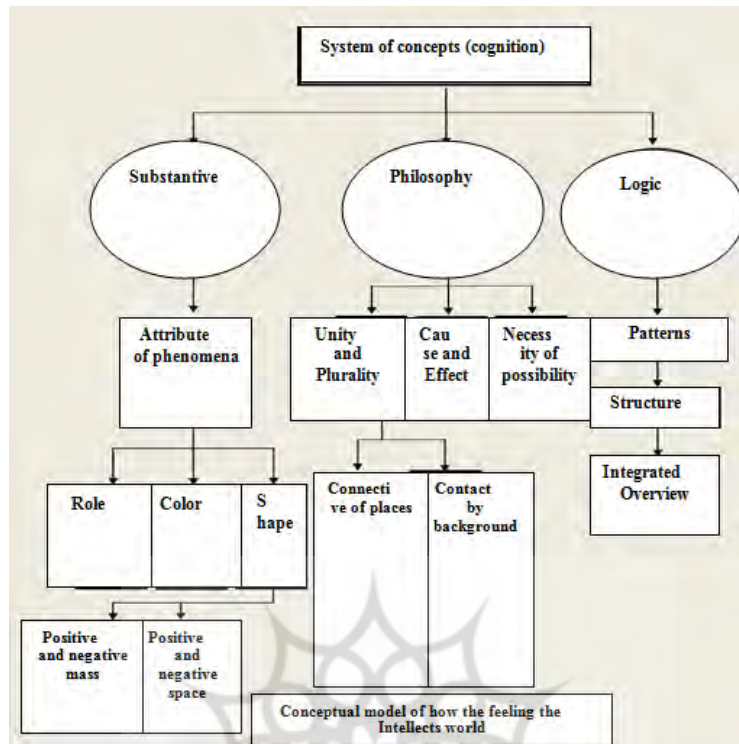 System of concepts (cognition)
Substantive
Philosophy
Logic
Attribute
of phenomena
Unity
and
Plurality
Cau
se and
Effect
Necess
ity of
possibility
Patterns
Structure
Integrated
Overview
Role
Color
S
hape
Connecti
ve of places
Contact
by
background
Positive
and negative
mass
Positive
and
negative
space
Conceptual model of how the feeling the
Intellects world